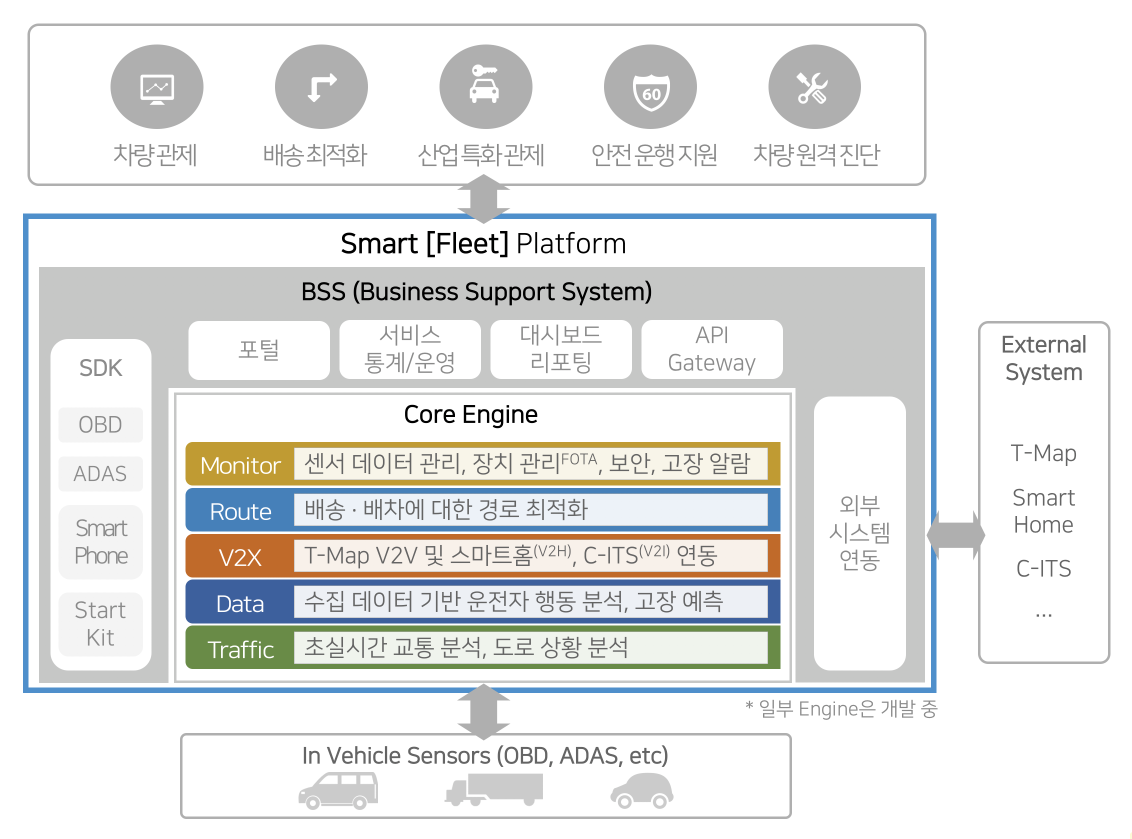 60
차량 관제
배송 최적화
산업 특화 관제
안전 운행 지원
차량 원격 진단
Smart [Fleet] Platform
BSS (Business Support System)
포털
서비스
통계/운영
대시보드
리포팅
API
Gateway
SDK
OBD
ADAS
Smart
Phone
Start
Kit
Core Engine
Monitor 센서 데이터 관리, 장치 관리FOTA, 보안, 고장 알람
Route 배송 · 배차에 대한 경로 최적화
V2X T-Map V2V 및 스마트홈(V2H), C-ITS(V2I) 연동
Data 수집 데이터 기반 운전자 행동 분석, 고장 예측
Traffic 초실시간 교통 분석, 도로 상황 분석
외부
시스템
연동
External
System
T-Map
Smart
Home
C-ITS
...
* 일부 Engine은 개발 중
In Vehicle Sensors (OBD, ADAS, etc)